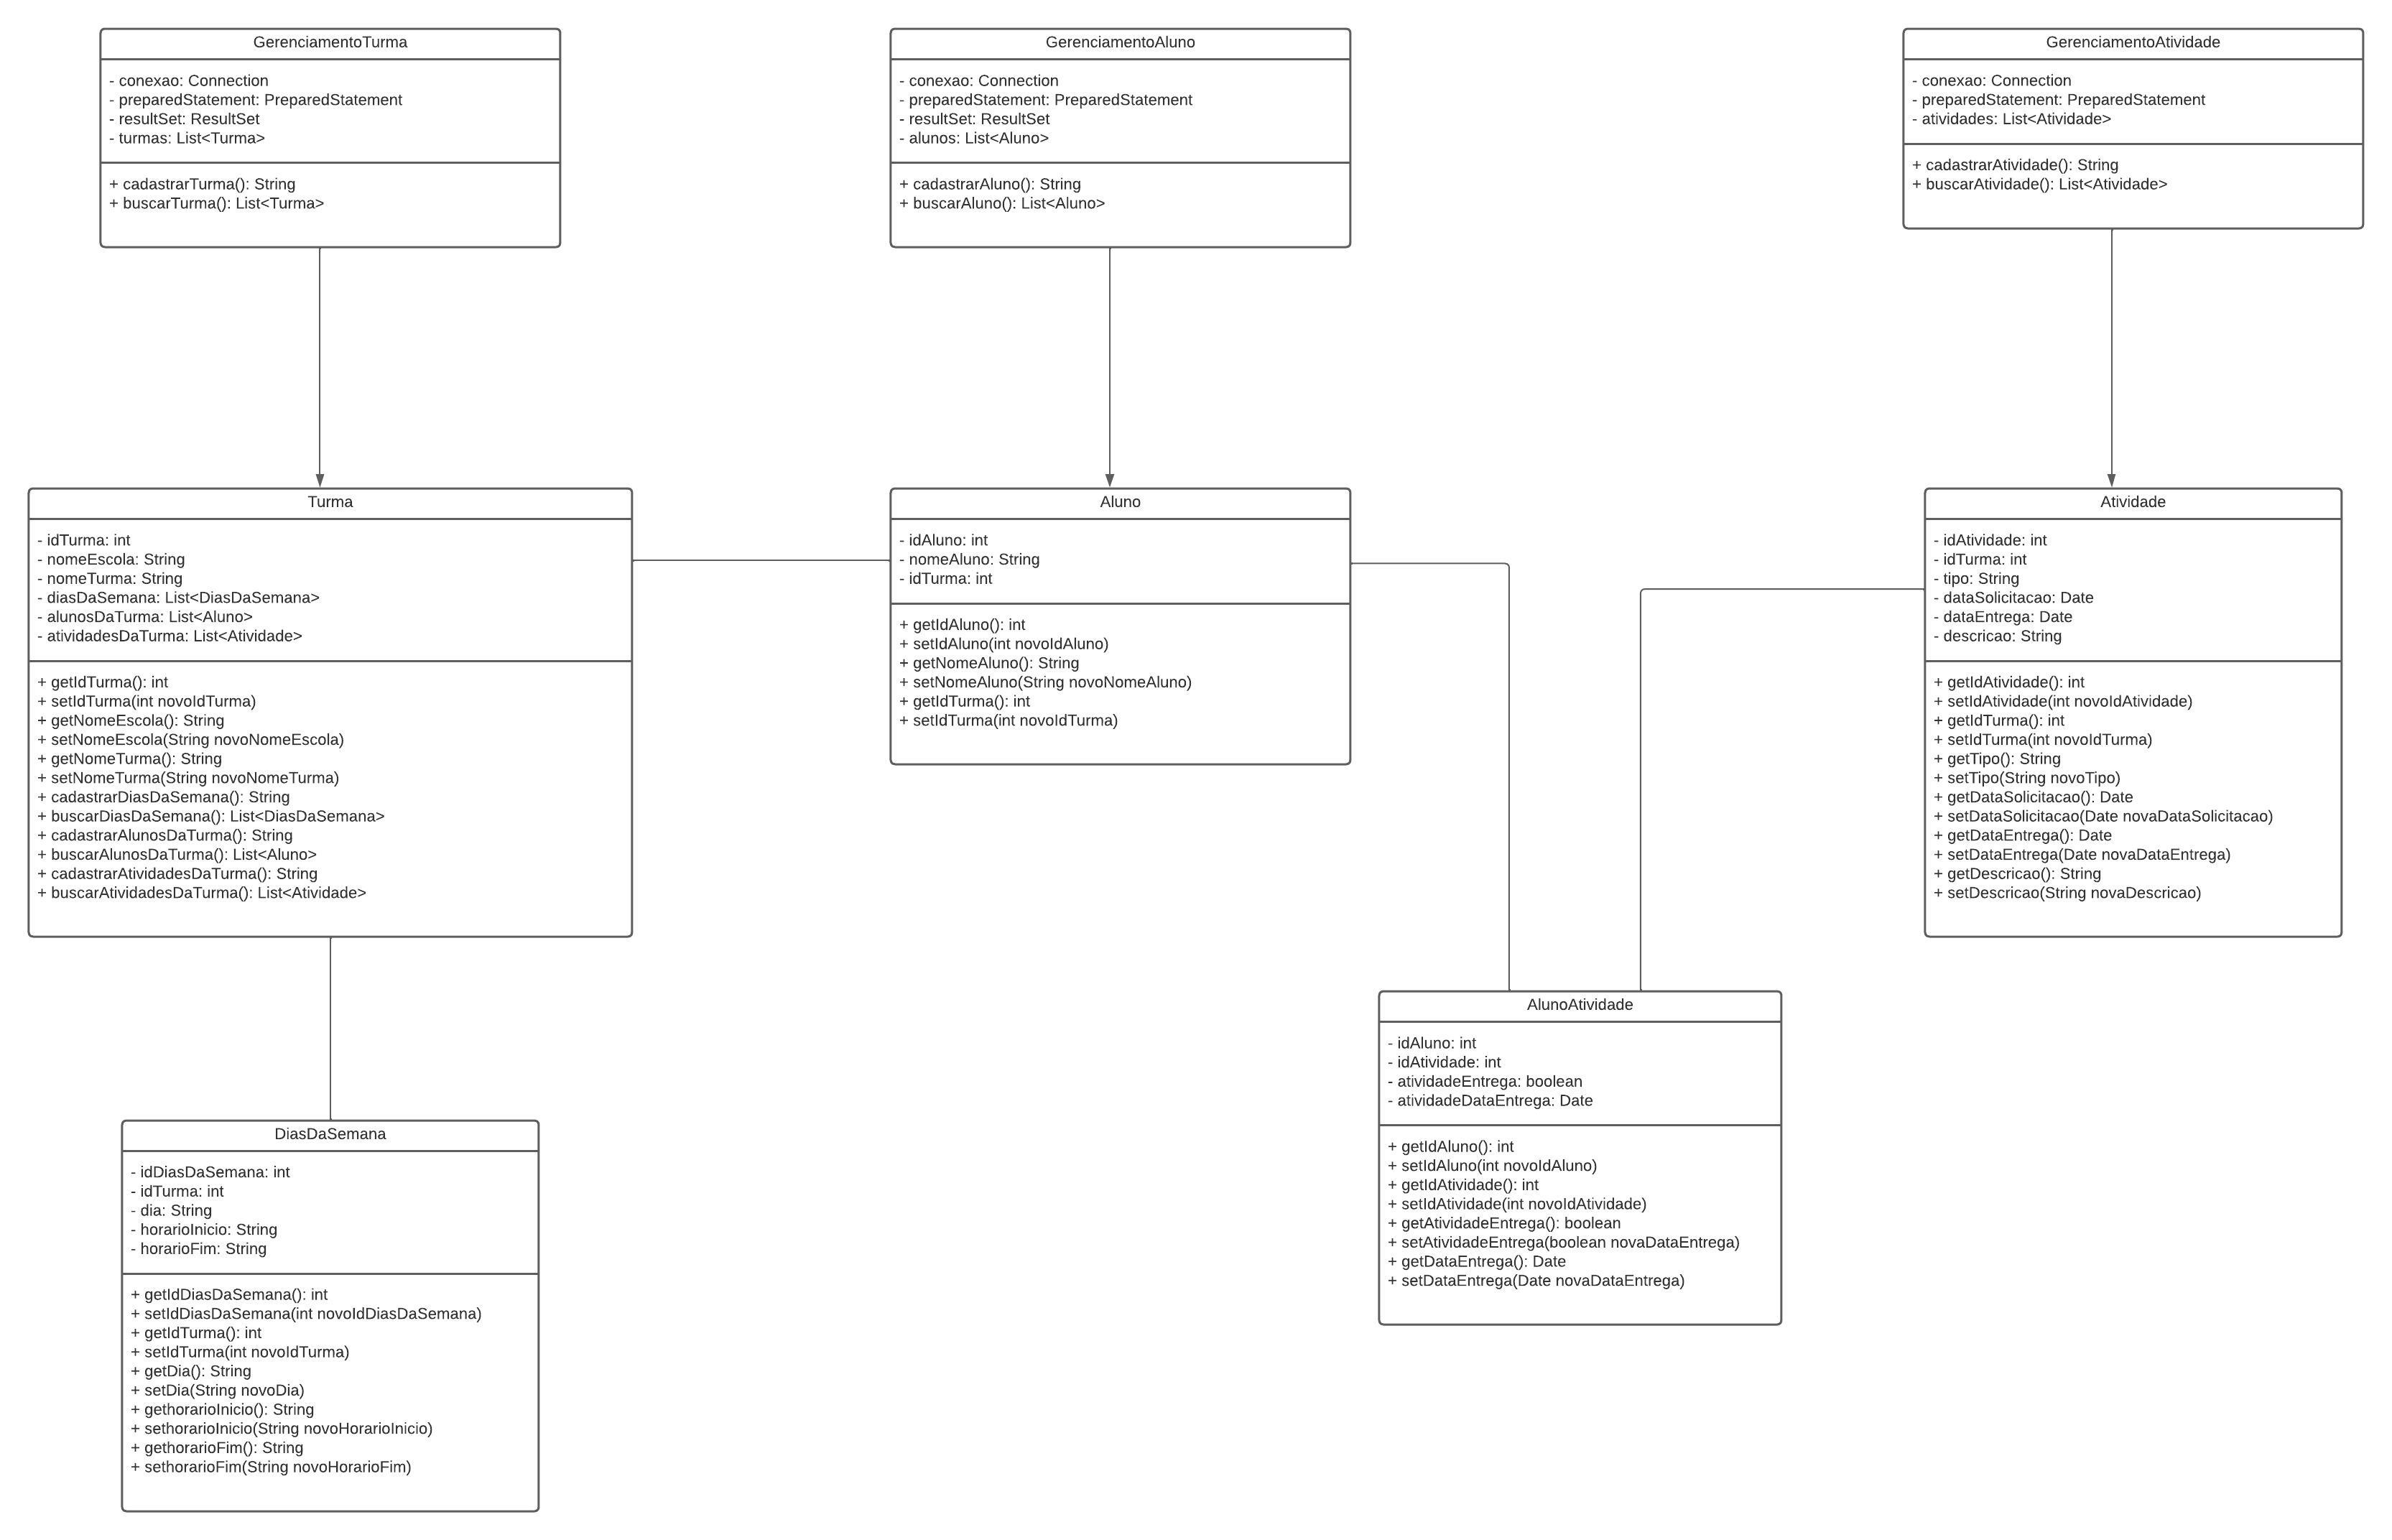 GerenciamentoTurma
- conexao: Connection
- preparedStatement: PreparedStatement
- resultSet: ResultSet
- turmas: List<Turma>
+ cadastrarTurma(): String
+ buscarTurma(): List<Turma>
GerenciamentoAluno
- conexao: Connection
- preparedStatement: PreparedStatement
- resultSet: ResultSet
- alunos: List<Aluno>
+ cadastrarAluno(): String
+ buscarAluno(): List<Aluno>
GerenciamentoAtividade
- conexao: Connection
- preparedStatement: PreparedStatement
- atividades: List<Atividade>
+ cadastrarAtividade(): String
+ buscarAtividade(): List<Atividade>
Turma
- idTurma: int
- nomeEscola: String
- nomeTurma: String
- diasDaSemana: List<DiasDaSemana>
- alunosDaTurma: List<Aluno>
- atividadesDaTurma: List<Atividade>
+ getIdTurma(): int
+ setIdTurma(int novoIdTurma)
+ getNomeEscola(): String
+ setNomeEscola(String novoNomeEscola)
+ getNomeTurma(): String
+ setNomeTurma(String novoNomeTurma)
+ cadastrarDiasDaSemana(): String
+ buscarDiasDaSemana(): List<DiasDaSemana>
+ cadastrarAlunosDaTurma(): String
+ buscarAlunosDaTurma(): List<Aluno>
+ cadastrarAtividadesDaTurma(): String
+ buscarAtividadesDaTurma(): List<Atividade>
Aluno
- idAluno: int
- nomeAluno: String
- idTurma: int
+ getIdAluno(): int
+ setIdAluno(int novoIdAluno)
+ getNomeAluno(): String
+ setNomeAluno(String novoNomeAluno)
+ getIdTurma(): int
+ setIdTurma(int novoIdTurma)
Atividade
- idAtividade: int
- idTurma: int
- tipo: String
- dataSolicitacao: Date
- dataEntrega: Date
- descricao: String
+ getIdAtividade(): int
+ setIdAtividade(int novoIdAtividade)
+ getIdTurma(): int
+ setIdTurma(int novoIdTurma)
+ getTipo(): String
+ setTipo(String novoTipo)
+ getDataSolicitacao(): Date
+ setDataSolicitacao(Date novaDataSolicitacao)
+ getDataEntrega(): Date
+ setDataEntrega(Date novaDataEntrega)
+ getDescricao(): String
+ setDescricao(String novaDescricao)
AlunoAtividade
- idAluno: int
- idAtividade: int
- atividadeEntrega: boolean
- atividadeDataEntrega: Date
+ getIdAluno(): int
+ setIdAluno(int novoIdAluno)
+ getIdAtividade(): int
+ setIdAtividade(int novoIdAtividade)
+ getAtividadeEntrega(): boolean
+ setAtividadeEntrega(boolean novaDataEntrega)
+ getDataEntrega(): Date
+ setDataEntrega(Date novaDataEntrega)
DiasDaSemana
- idDiasDaSemana: int
- idTurma: int
- dia: String
- horarioInicio: String
- horarioFim: String
+ getIdDiasDaSemana(): int
+ setIdDiasDaSemana(int novoIdDiasDaSemana)
+ getIdTurma(): int
+ setIdTurma(int novoIdTurma)
+ getDia(): String
+ setDia(String novoDia)
+ gethorarioInicio(): String
+ sethorarioInicio(String novoHorarioInicio)
+ gethorarioFim(): String
+ sethorarioFim(String novoHorarioFim)